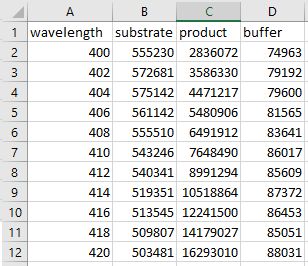 A B C D
1 wavelength substrate product buffer
2 400 555230 2836072 74963
3 402 572681 3586330 79192
4 404 575142 4471217 79600
5 406 561142 5480906 81565
6 408 555510 6491912 83641
7 410 543246 7648490 86017
8 412 540341 8991294 85609
9 414 519351 10518864 87372
10 416 513545 12241500 86453
11 418 509807 14179027 85051
12 420 503481 16293010 88031